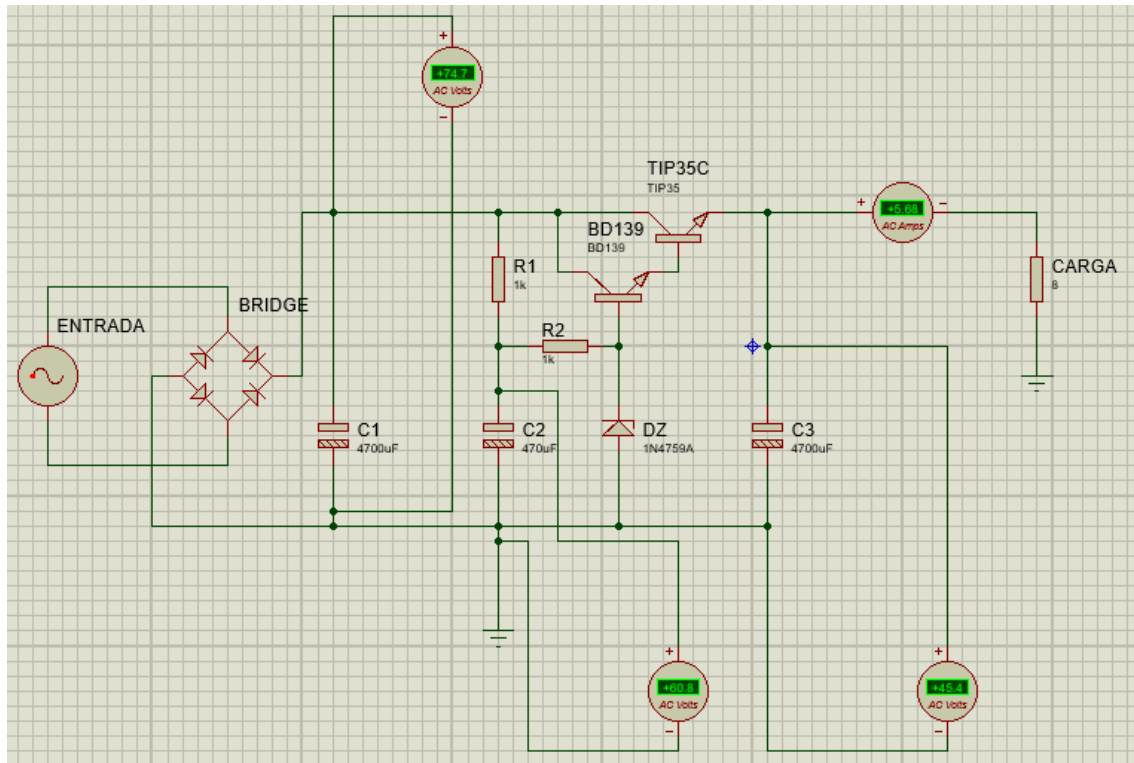 +
+74.7
AC Volts
−
TIP35C
TIP35
BD139
BD139
+
+5.68
AC Amps
−
R1
1k
CARGA
8
BRIDGE
ENTRADA
R2
1k
C1
4700uF
C2
470uF
DZ
1N4759A
C3
4700uF
+
+60.8
AC Volts
−
+
+45.4
AC Volts
−